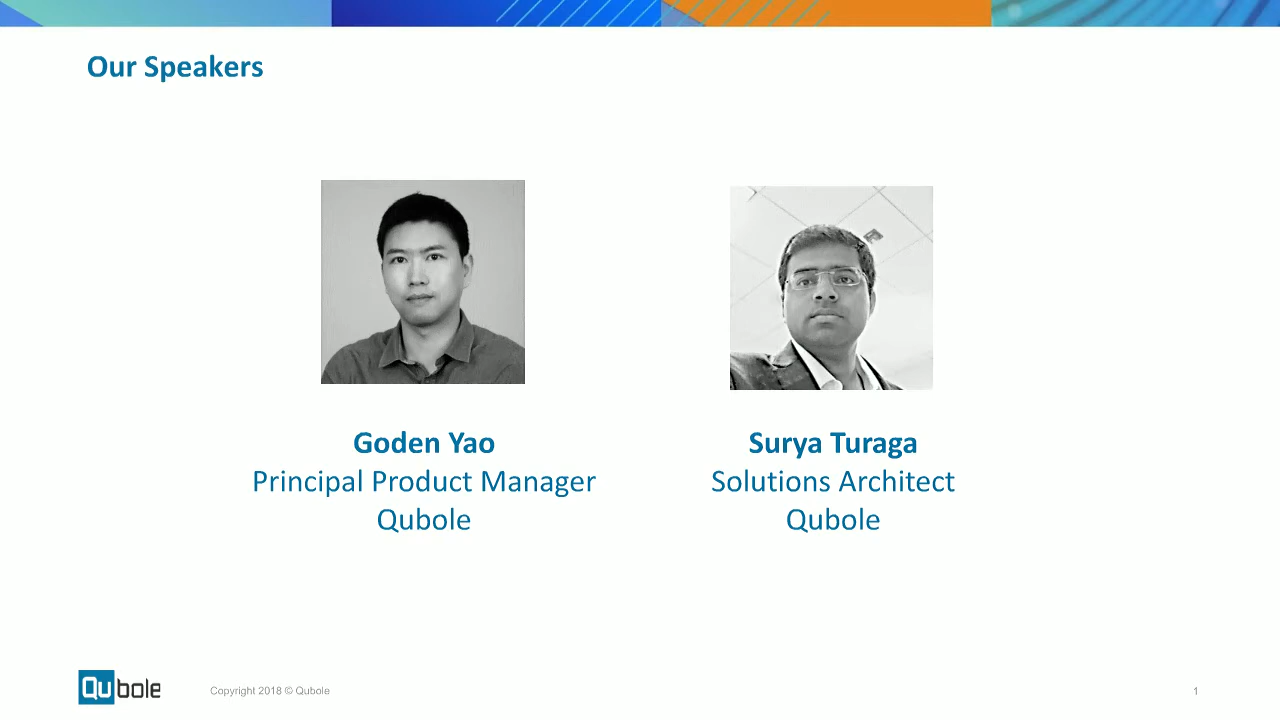 Our Speakers
Goden Yao
Principal Product Manager
Qubole
Surya Turaga
Solutions Architect
Qubole
Qubole
Copyright 2018 © Qubole
1